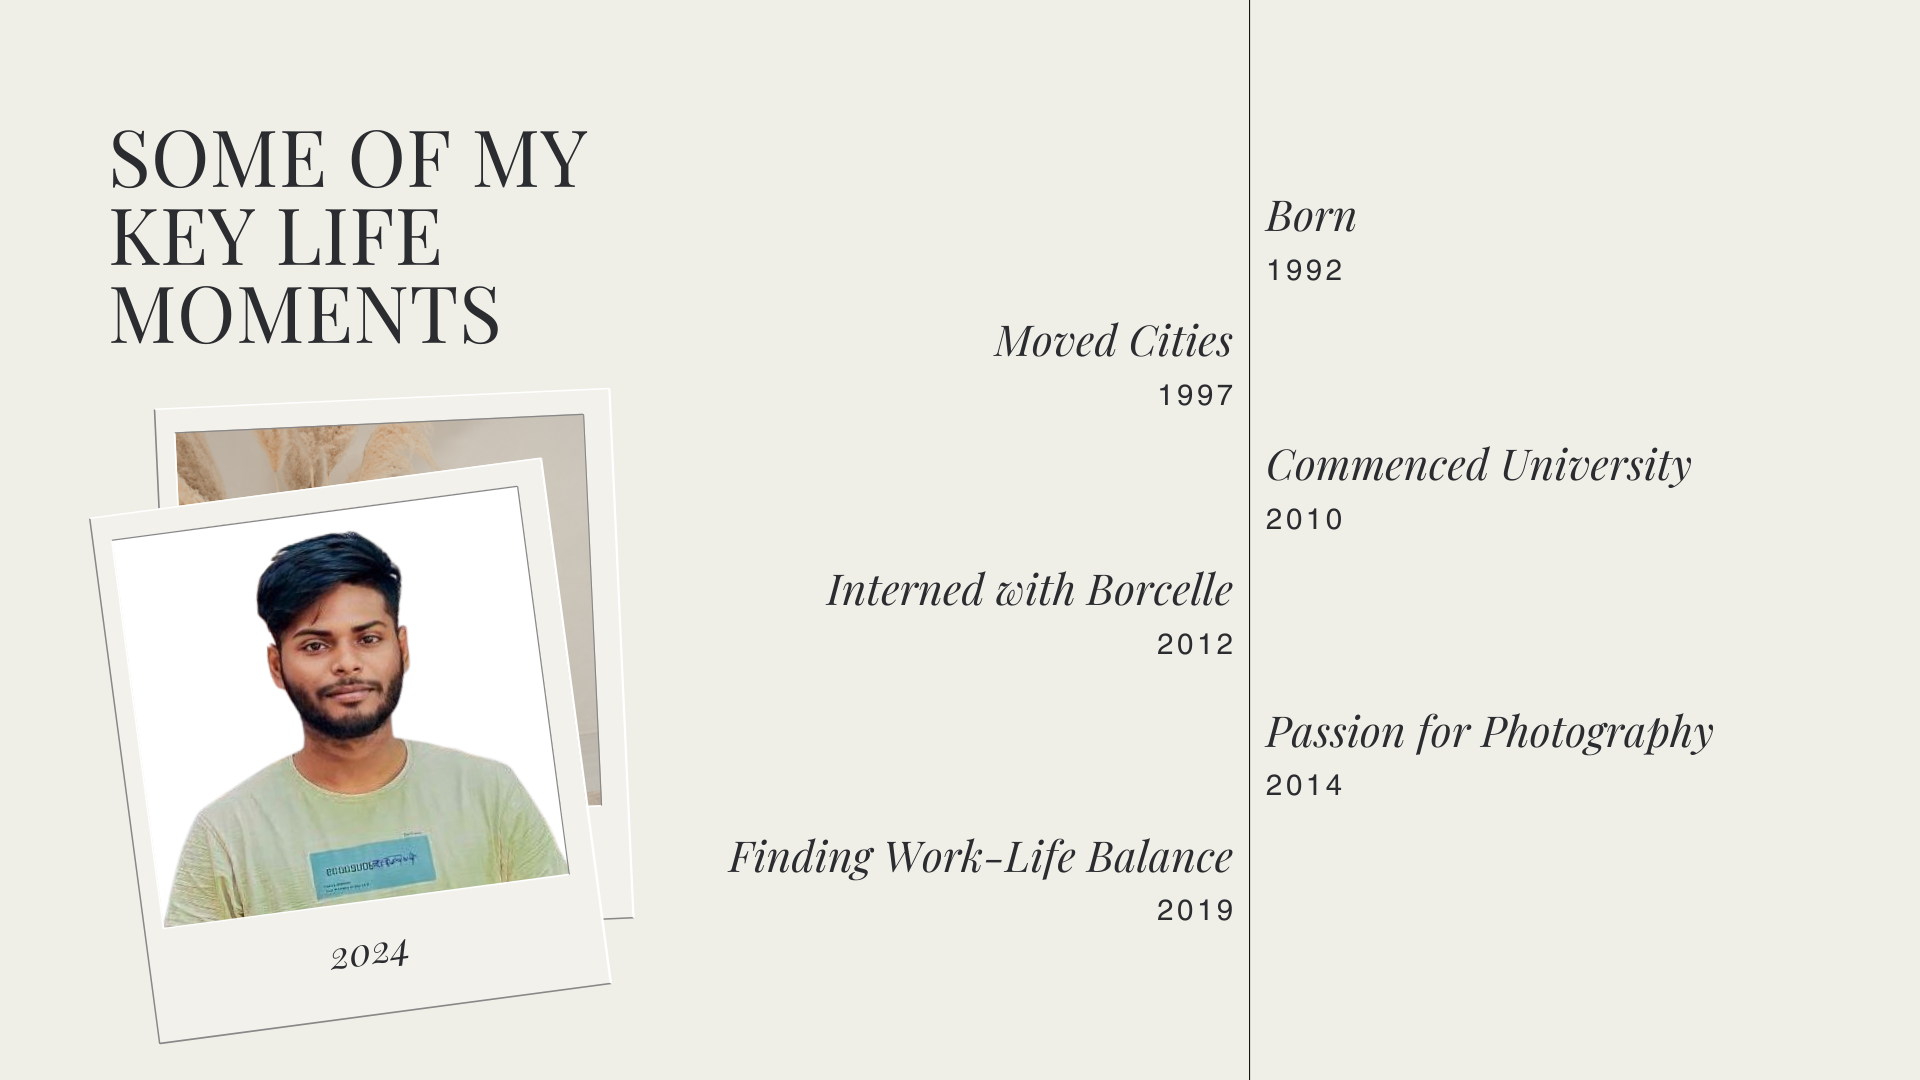 SOME OF MY
KEY LIFE
MOMENTS
Born
1992
Moved Cities
1997
Commenced University
2010
Interned with Borcelle
2012
Passion for Photography
2014
Finding Work-Life Balance
2019
2024